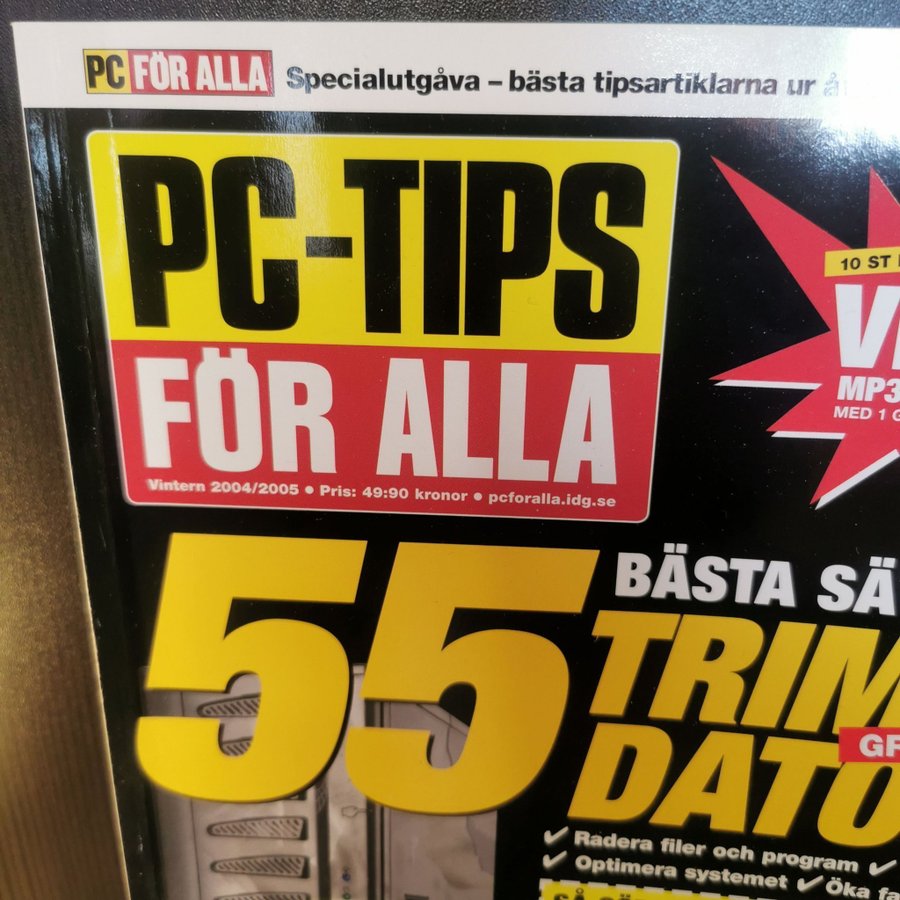 PC FÖR ALLA Specialutgåva – bästa tipsartiklarna ur
PC-TIPS
FÖR ALLA
Vintern 2004/2005 • Pris: 49:90 kronor • pcforalla.idg.se
10 ST
MP3
MED 1
55
BÄSTA
TRIM
DATO
✔ Radera filer och program ✔
✔ Optimera systemet ✔ Öka